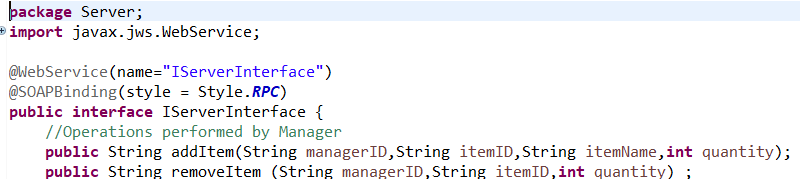 package Server;
import javax.jws.WebService;
@WebService(name="IServerInterface")
@SOAPBinding(style = Style.RPC)
public interface IServerInterface {
//Operations performed by Manager
public String addItem(String managerID,String itemID,String itemName,int quantity);
public String removeItem (String managerID,String itemID,int quantity) ;